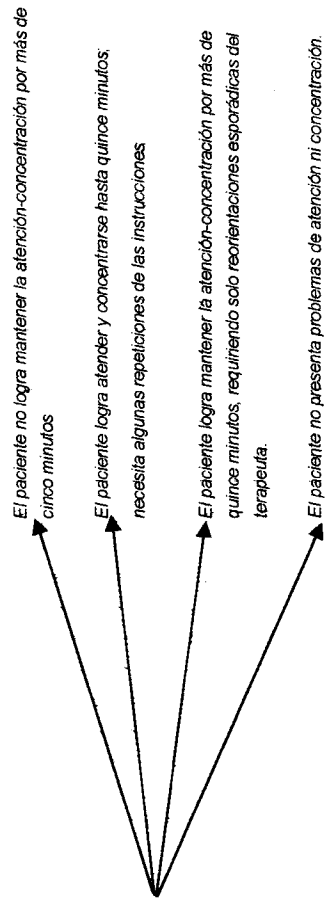 El paciente no logra mantener la atención-concentración por más de
cinco minutos
El paciente logra atender y concentrarse hasta quince minutos;
necesita algunas repeticiones de las instrucciones
El paciente logra mantener la atención-concentración por más de
quince minutos, requiriendo solo reorientaciones esporádicas del
terapeuta.
El paciente no presenta problemas de atención ni concentración.